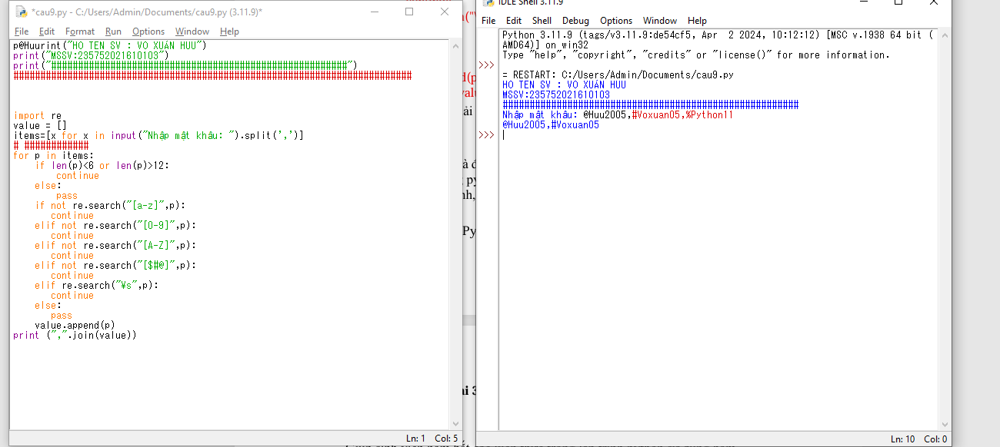 *cau9.py - C:/Users/Admin/Documents/cau9.py (3.11.9)*
File Edit Format Run Options Window Help
p@Huurint("HO TEN SV : VO XUÂN HUU")
print("MSSV:235752021610103")
print("#######################################################")
##########################################################################
import re
value = []
items=[x for x in input("Nhập mật khâu: ").split(',')]
# ############
for p in items:
    if len(p)<6 or len(p)>12:
        continue
    else:
        pass
    if not re.search("[a-z]",p):
       continue
    elif not re.search("[0-9]",p):
       continue
    elif not re.search("[A-Z]",p):
       continue
    elif not re.search("[$#@]",p):
       continue
    elif re.search("¥s",p):
       continue
    else:
       pass
    value.append(p)
print (",".join(value))
Ln: 1 Col: 5
IDLE Shell 3.11.9
File Edit Shell Debug Options Window Help
Python 3.11.9 (tags/v3.11.9:de54cf5, Apr  2 2024, 10:12:12) [MSC v.1938 64 bit (
AMD64)] on win32
Type "help", "copyright", "credits" or "license()" for more information.
>>>
= RESTART: C:/Users/Admin/Documents/cau9.py
HO TEN SV : VO XUÂN HUU
MSSV:235752021610103
#######################################################
Nhập mật khâu: @Huu2005,#Voxuan05,%Python11
@Huu2005,#Voxuan05
>>>
Ln: 10 Col: 0